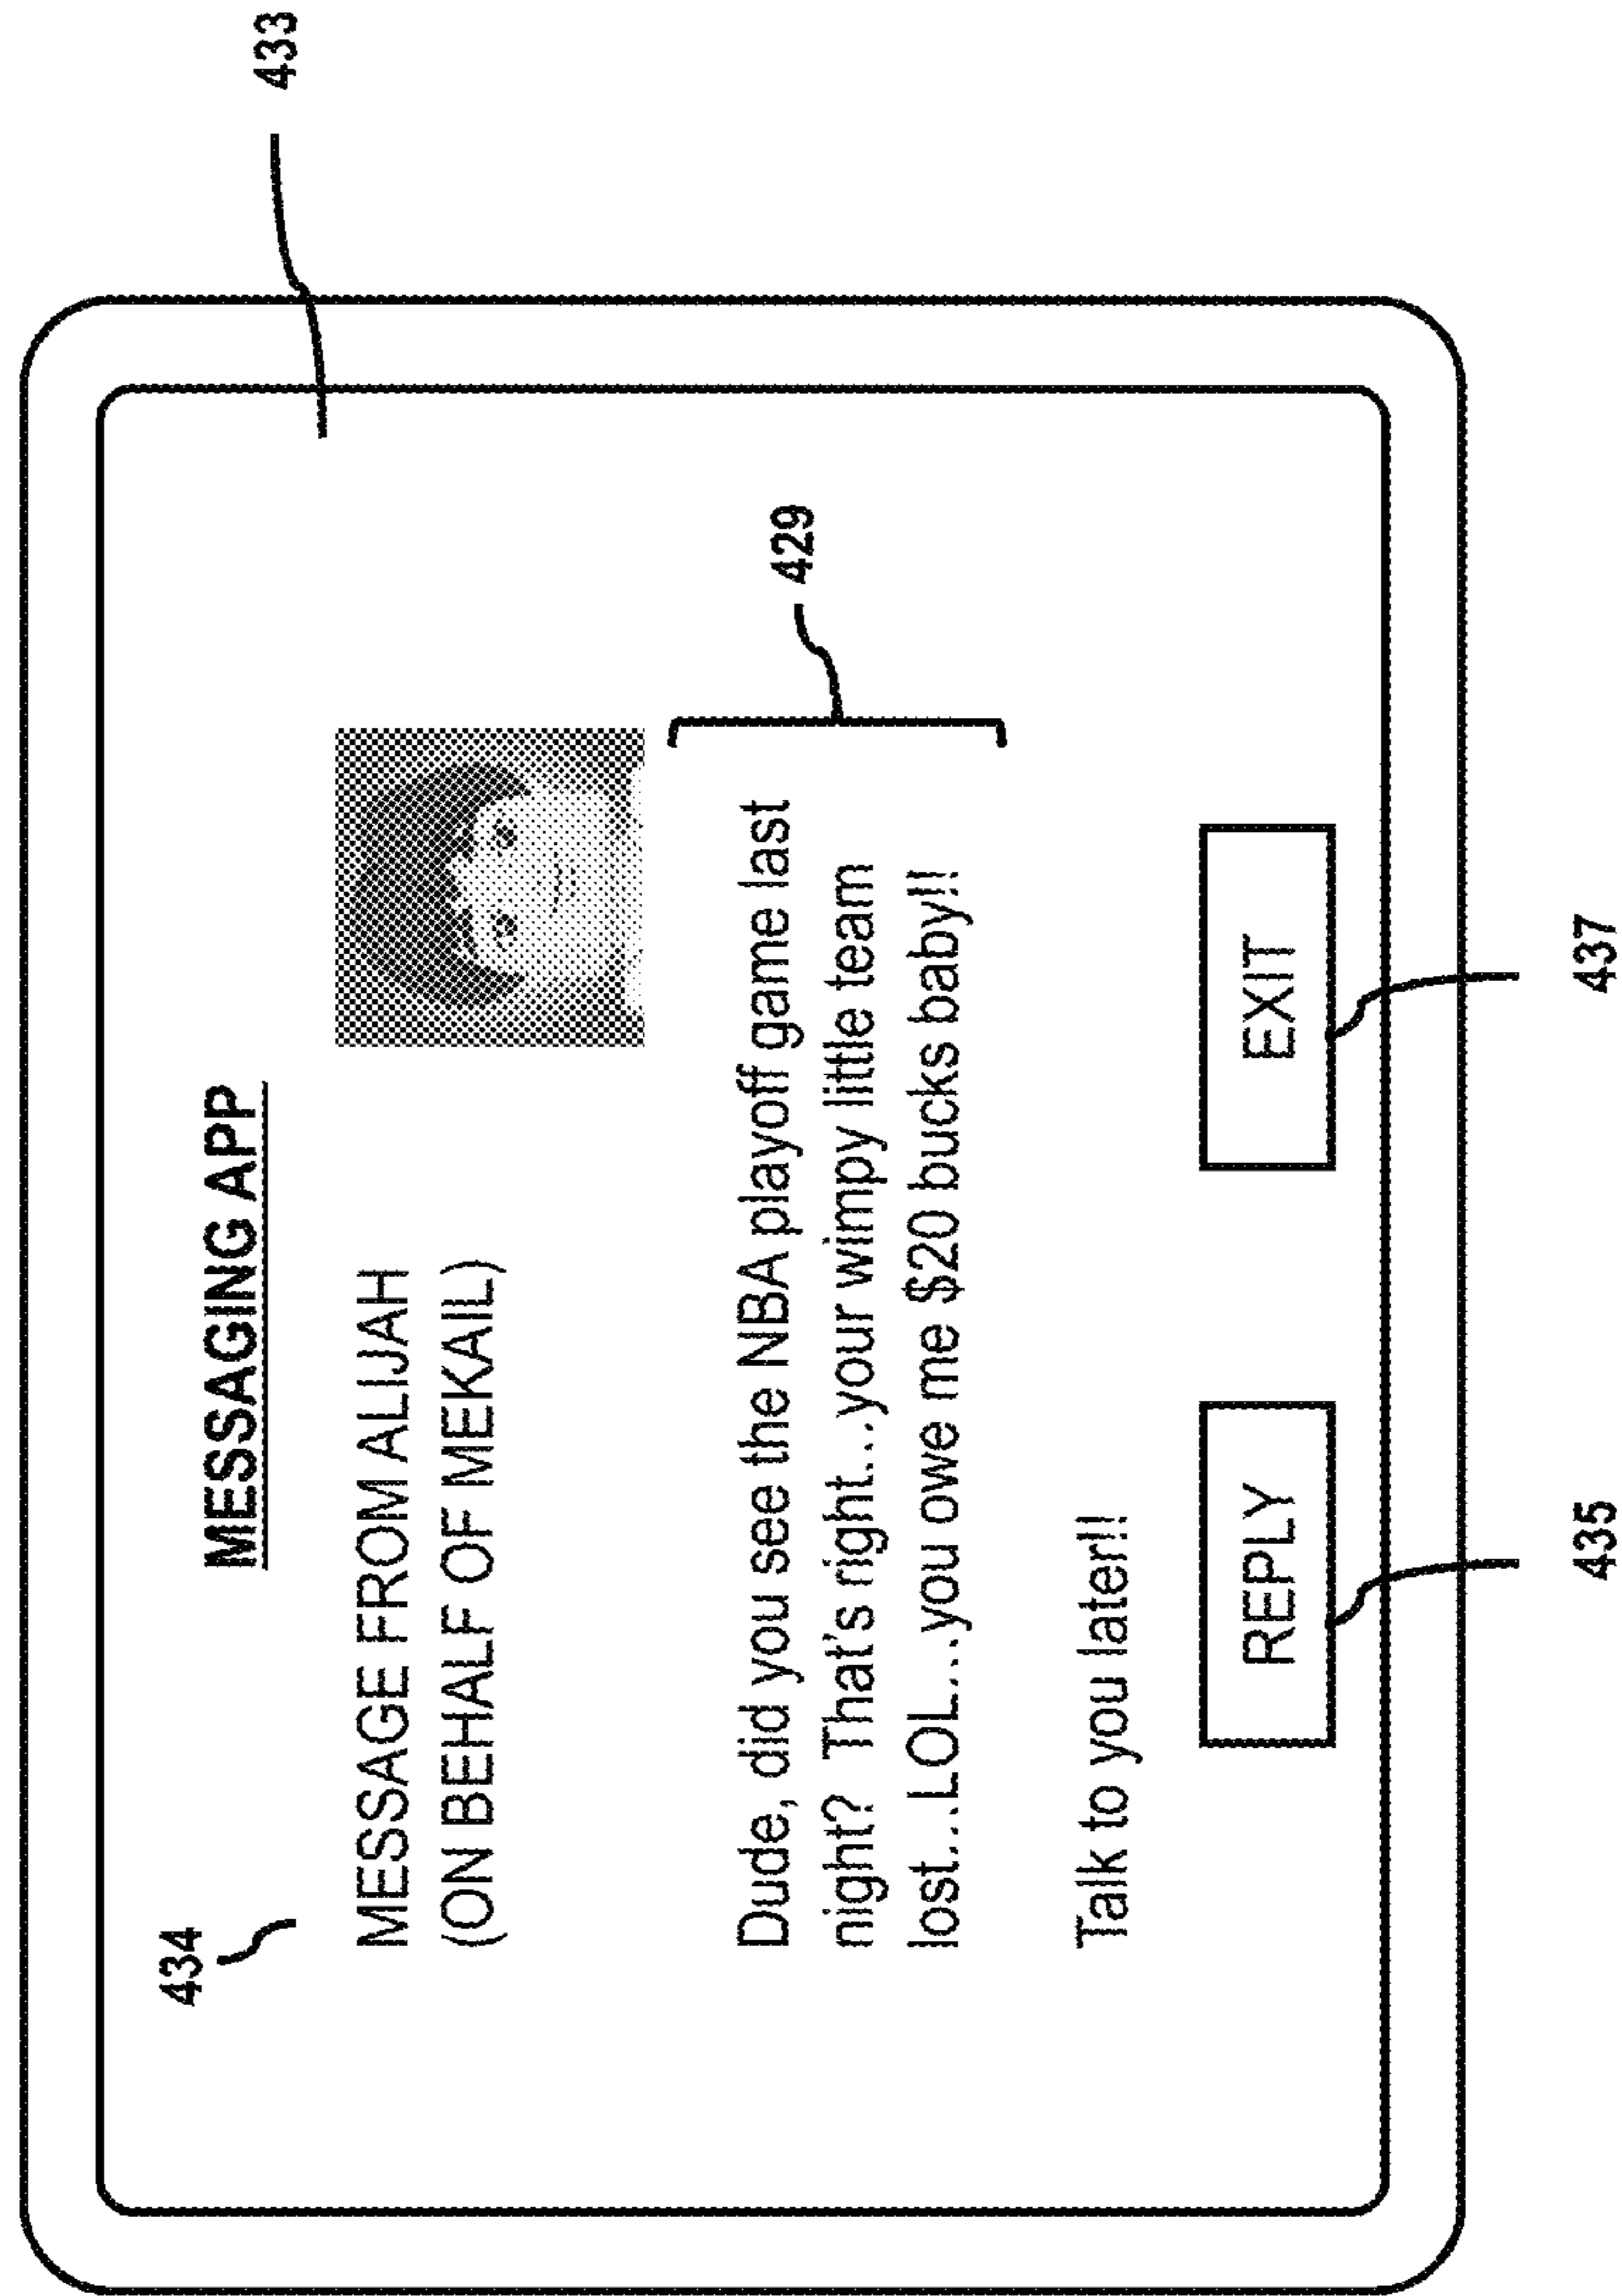 433
434
MESSAGING APP
MESSAGE FROM ALIJAH
(ON BEHALF OF MEKAIL)
429
Dude, did you see the NBA playoff game last
night? That's right...your wimpy little team
lost...LOL...you owe me $20 bucks baby!!
Talk to you later!!
REPLY
EXIT
435
437